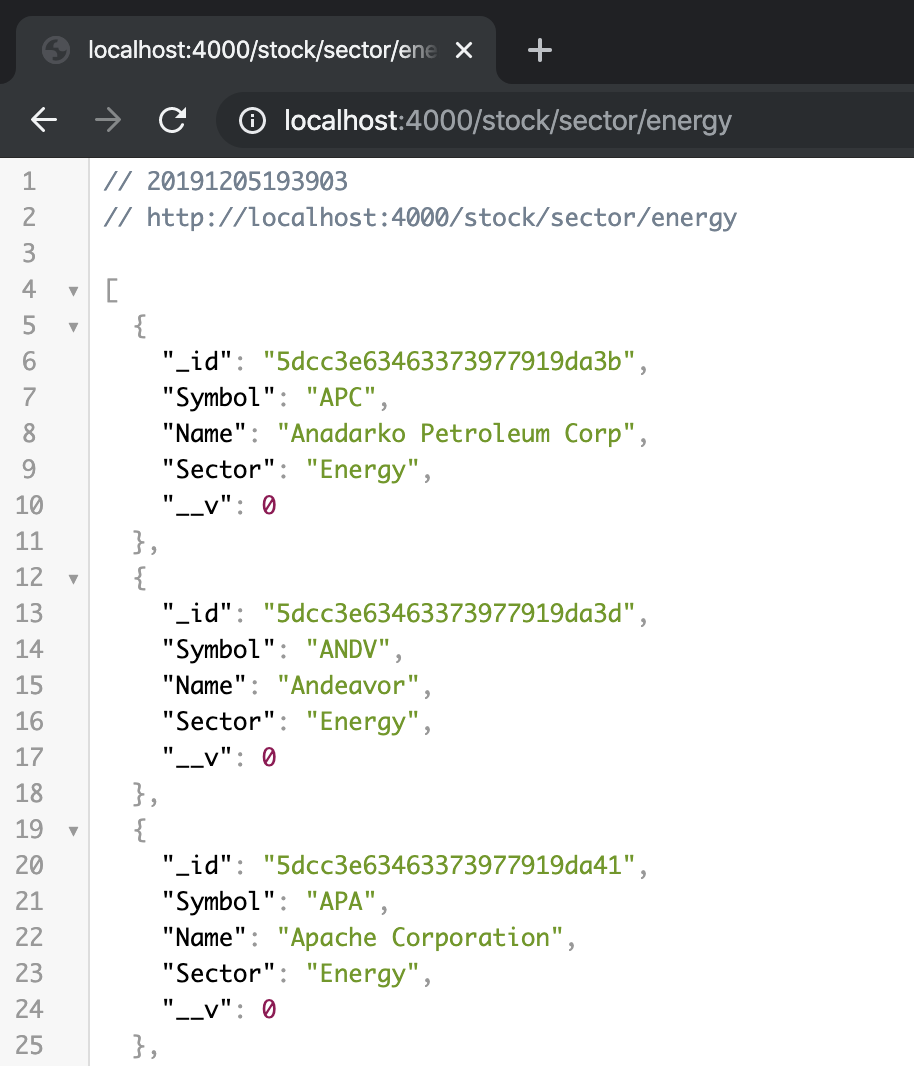 localhost:4000/stock/sector/ene
localhost:4000/stock/sector/energy
1 // 20191205193903
2 // http://localhost:4000/stock/sector/energy
3
4 [
5 {
6 "_id": "5dcc3e63463373977919da3b",
7 "Symbol": "APC",
8 "Name": "Anadarko Petroleum Corp",
9 "Sector": "Energy",
10 "__v": 0
11 },
12 {
13 "_id": "5dcc3e63463373977919da3d",
14 "Symbol": "ANDV",
15 "Name": "Andeavor",
16 "Sector": "Energy",
17 "__v": 0
18 },
19 {
20 "_id": "5dcc3e63463373977919da41",
21 "Symbol": "APA",
22 "Name": "Apache Corporation",
23 "Sector": "Energy",
24 "__v": 0
25 },